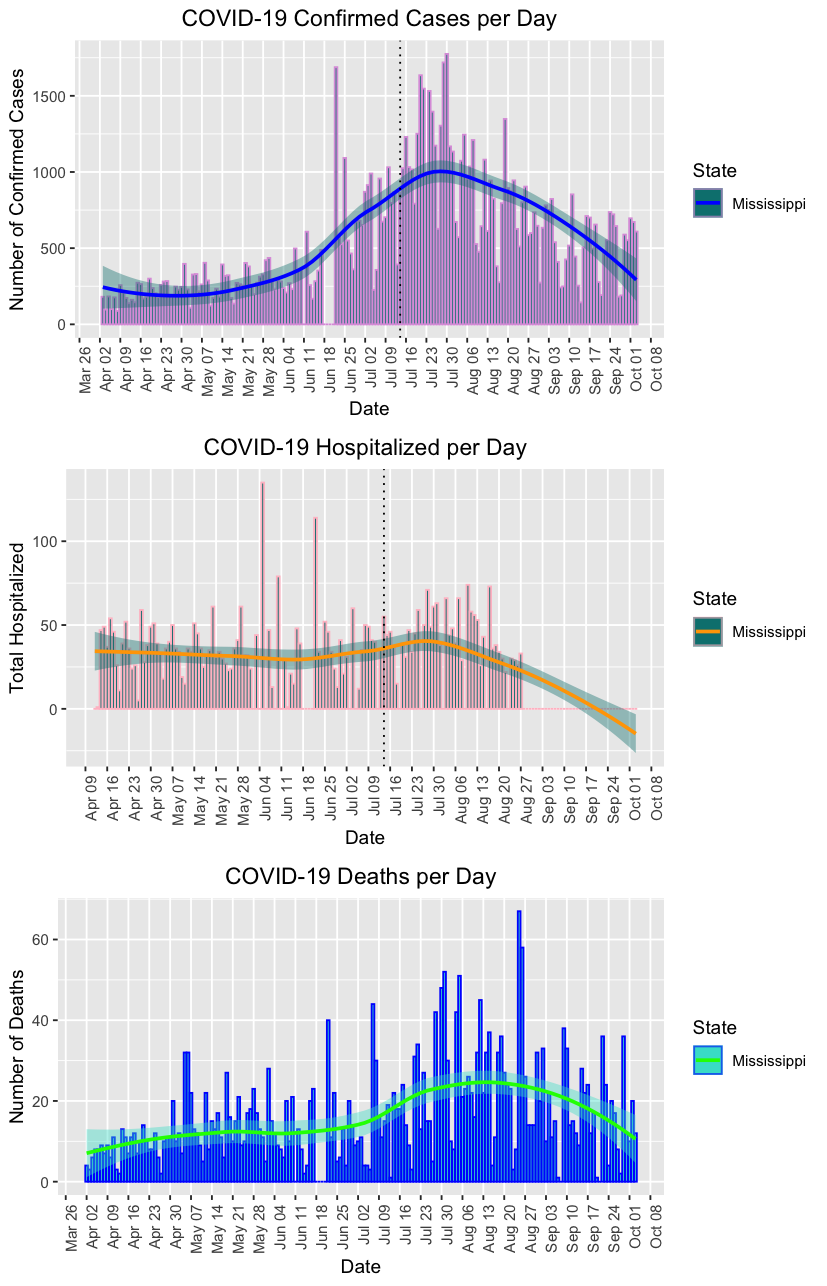 COVID-19 Confirmed Cases per Day
Number of Confirmed Cases
1500
1000
500
0
Mar 26
Apr 02
Apr 09
Apr 16
Apr 23
Apr 30
May 07
May 14
May 21
May 28
Jun 04
Jun 11
Jun 18
Jun 25
Jul 02
Jul 09
Jul 16
Jul 23
Jul 30
Aug 06
Aug 13
Aug 20
Aug 27
Sep 03
Sep 10
Sep 17
Sep 24
Oct 01
Oct 08
Date
State
Mississippi
COVID-19 Hospitalized per Day
Total Hospitalized
100
50
0
Apr 09
Apr 16
Apr 23
Apr 30
May 07
May 14
May 21
May 28
Jun 04
Jun 11
Jun 18
Jun 25
Jul 02
Jul 09
Jul 16
Jul 23
Jul 30
Aug 06
Aug 13
Aug 20
Aug 27
Sep 03
Sep 10
Sep 17
Sep 24
Oct 01
Oct 08
Date
State
Mississippi
COVID-19 Deaths per Day
Number of Deaths
60
40
20
0
Mar 26
Apr 02
Apr 09
Apr 16
Apr 23
Apr 30
May 07
May 14
May 21
May 28
Jun 04
Jun 11
Jun 18
Jun 25
Jul 02
Jul 09
Jul 16
Jul 23
Jul 30
Aug 06
Aug 13
Aug 20
Aug 27
Sep 03
Sep 10
Sep 17
Sep 24
Oct 01
Oct 08
Date
State
Mississippi